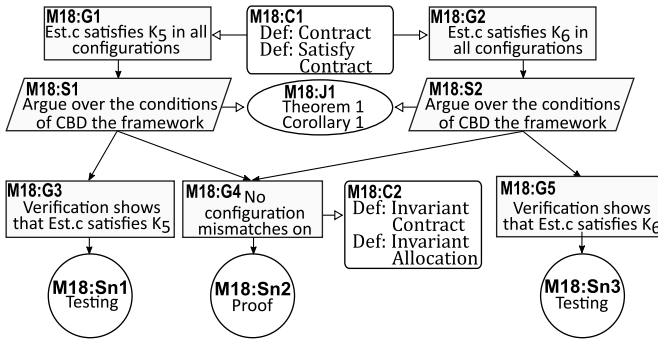 M18:G1
Est.c satisfies K5 in all
configurations
M18:C1
Def: Contract
Def: Satisfy
Contract
M18:G2
Est.c satisfies K6 in
all configurations
M18:S1
Argue over the conditions
of CBD the framework
M18:J1
Theorem 1
Corollary 1
M18:S2
Argue over the conditions
of CBD the framework
M18:G3
Verification shows
that Est.c satisfies K5
M18:G4 No
configuration
mismatches on
M18:C2
Def: Invariant
Contract
Def: Invariant
Allocation
M18:G5
Verification shows
that Est.c satisfies K6
M18:Sn1
Testing
M18:Sn2
Proof
M18:Sn3
Testing